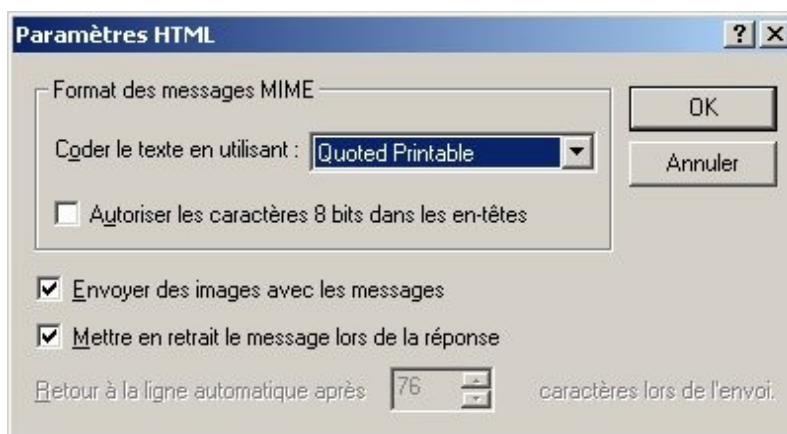 Paramètres HTML
Format des messages MIME
OK
Coder le texte en utilisant : Quoted Printable
Annuler
Autoriser les caractères 8 bits dans les en-têtes
Envoyer des images avec les messages
Mettre en retrait le message lors de la réponse
Retour à la ligne automatique après 76 caractères lors de l'envoi.